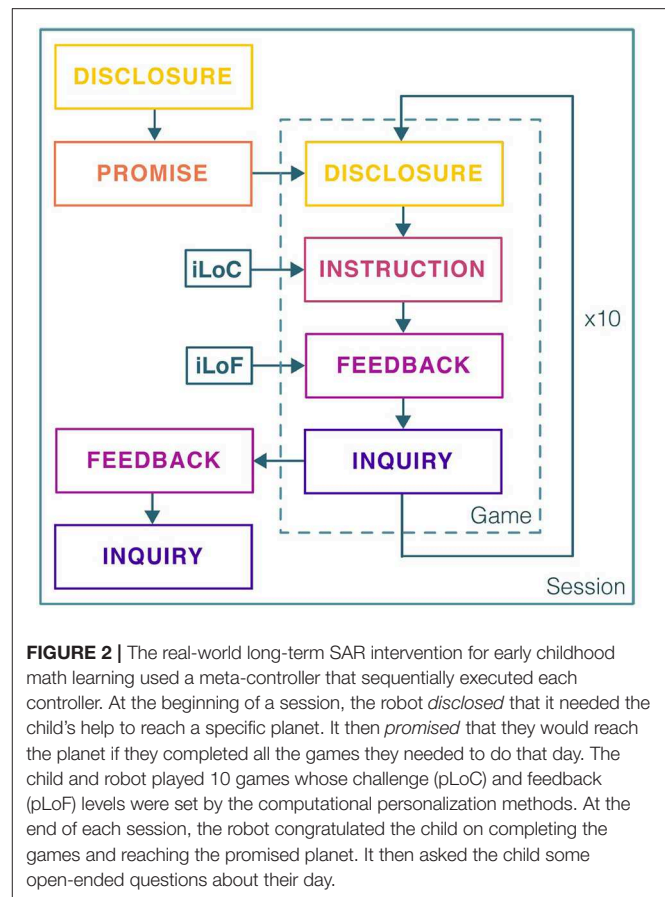 DISCLOSURE
PROMISE
DISCLOSURE
iLoC
INSTRUCTION
x10
iLoF
FEEDBACK
FEEDBACK
INQUIRY
Game
INQUIRY
Session
FIGURE 2 | The real-world long-term SAR intervention for early childhood
math learning used a meta-controller that sequentially executed each
controller. At the beginning of a session, the robot disclosed that it needed the
child's help to reach a specific planet. It then promised that they would reach
the planet if they completed all the games they needed to do that day. The
child and robot played 10 games whose challenge (pLoC) and feedback
(pLoF) levels were set by the computational personalization methods. At the
end of each session, the robot congratulated the child on completing the
games and reaching the promised planet. It then asked the child some
open-ended questions about their day.